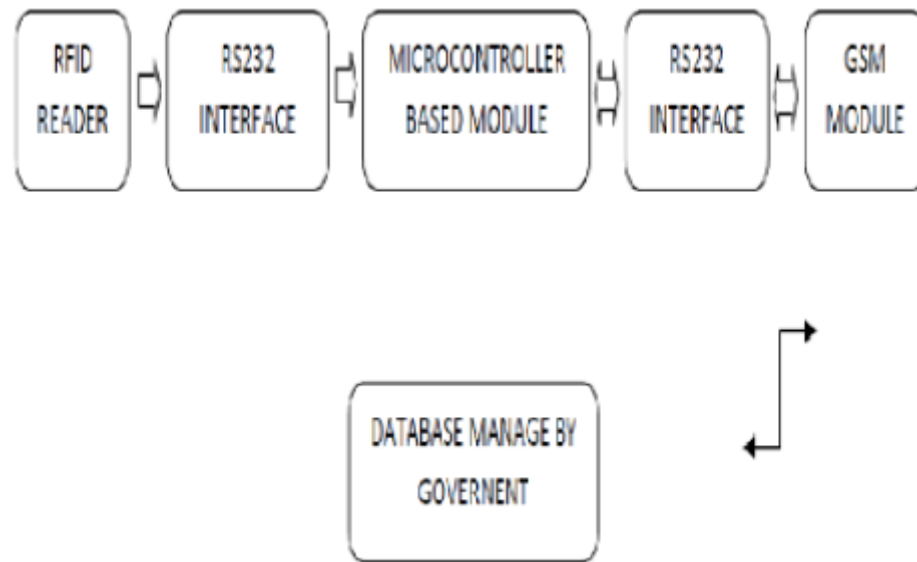 RFID
READER
RS232
INTERFACE
MICROCONTROLLER
BASED MODULE
RS232
INTERFACE
GSM
MODULE
DATABASE MANAGE BY
GOVERNENT